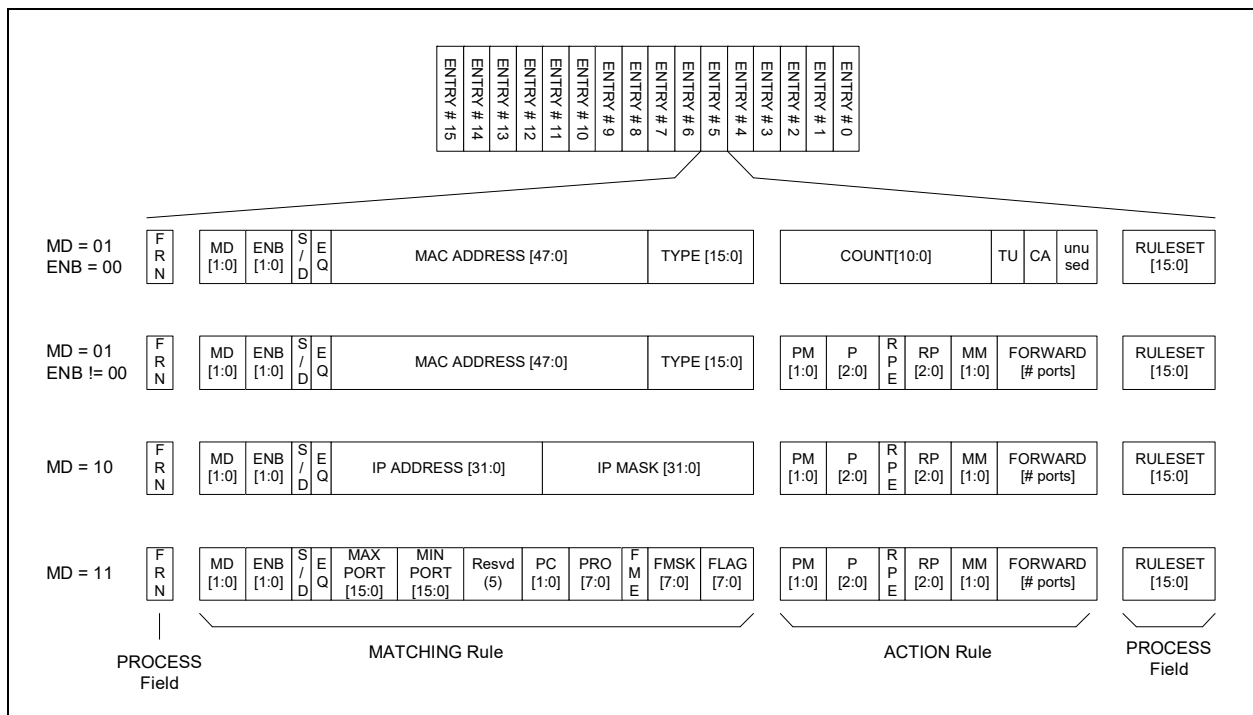 ENTRY # 15
ENTRY # 14
ENTRY # 13
ENTRY # 12
ENTRY # 11
ENTRY # 10
ENTRY # 9
ENTRY # 8
ENTRY # 7
ENTRY # 6
ENTRY # 5
ENTRY # 4
ENTRY # 3
ENTRY # 2
ENTRY # 1
ENTRY # 0
MD = 01
ENB = 00
F
R
N
MD
[1:0]
ENB
[1:0]
S
/
D
E
Q
MAC ADDRESS [47:0]
TYPE [15:0]
COUNT[10:0]
TU
CA
unu
sed
RULESET
[15:0]
MD = 01
ENB != 00
F
R
N
MD
[1:0]
ENB
[1:0]
S
/
D
E
Q
MAC ADDRESS [47:0]
TYPE [15:0]
PM
[1:0]
P
[2:0]
R
P
E
RP
[2:0]
MM
[1:0]
FORWARD
[# ports]
RULESET
[15:0]
MD = 10
F
R
N
MD
[1:0]
ENB
[1:0]
S
/
D
E
Q
IP ADDRESS [31:0]
IP MASK [31:0]
PM
[1:0]
P
[2:0]
R
P
E
RP
[2:0]
MM
[1:0]
FORWARD
[# ports]
RULESET
[15:0]
MD = 11
F
R
N
MD
[1:0]
ENB
[1:0]
S
/
D
E
Q
MAX
PORT
[15:0]
MIN
PORT
[15:0]
Resvd
(5)
PC
[1:0]
PRO
[7:0]
F
M
E
FMSK
[7:0]
FLAG
[7:0]
PM
[1:0]
P
[2:0]
R
P
E
RP
[2:0]
MM
[1:0]
FORWARD
[# ports]
RULESET
[15:0]
PROCESS
Field
MATCHING Rule
ACTION Rule
PROCESS
Field